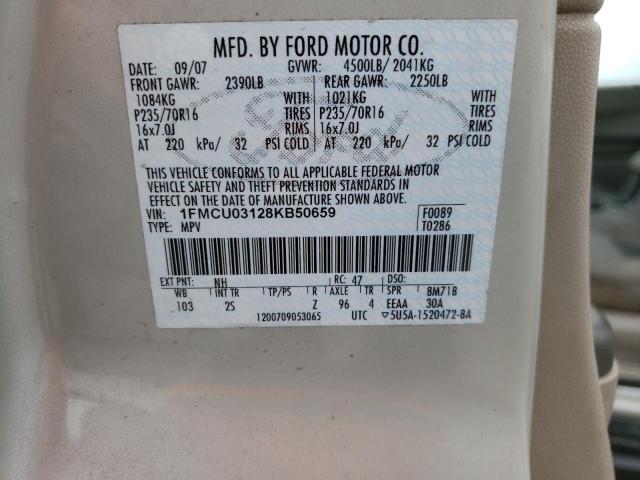 MFD. BY FORD MOTOR CO.
DATE: 09/07 GVWR: 4500LB/ 2041KG
FRONT GAWR: 2390LB REAR GAWR: 2250LB
1084KG WITH 1021KG WITH
P235/70R16 TIRES P235/70R16 TIRES
16x7.0J RIMS 16x7.0J RIMS
AT 220 kPa/ 32 PSI COLD AT 220 kPa/ 32 PSI COLD
THIS VEHICLE CONFORMS TO ALL APPLICABLE FEDERAL MOTOR
VEHICLE SAFETY AND THEFT PREVENTION STANDARDS IN
EFFECT ON THE DATE OF MANUFACTURE SHOWN ABOVE.
VIN: 1FMCU03128KB50659 F0089
TYPE: MPV T0286
EXT PNT: NH RC: 47 DSO:
WB INT TR TP/PS R AXLE TR SPR 8M71B
103 2S Z 96 4 EEAA 30A
1200709053065 UTC ▽5U5A-1520472-BA
Ford